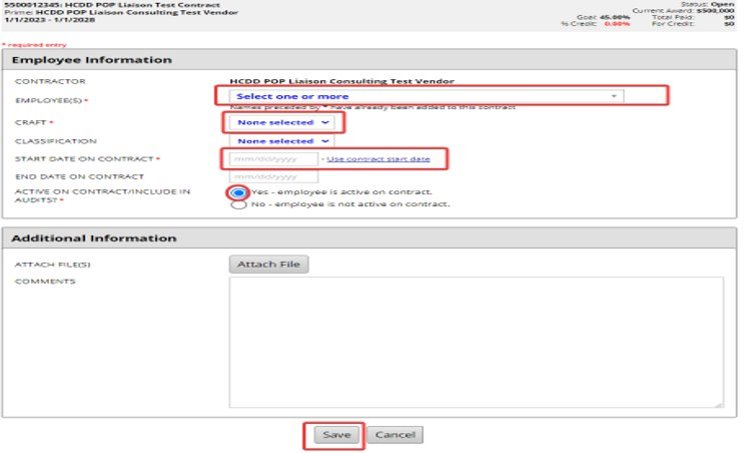 5500012345: HCDD POP Liaison Test Contract
Prime: HCDD POP Liaison Consulting Test Vendor
1/1/2023 - 1/1/2028
Status: Open
Current Award: $500,000
Goal: 45.00% Total Paid: $0
% Credit: 0.00% For Credit: $0
* required entry
Employee Information
CONTRACTOR HCDD POP Liaison Consulting Test Vendor
EMPLOYEE(S) * Select one or more
Names preceded by * have already been added to this contract
CRAFT * None selected
CLASSIFICATION None selected
START DATE ON CONTRACT * mm/dd/yyyy - Use contract start date
END DATE ON CONTRACT mm/dd/yyyy
ACTIVE ON CONTRACT/INCLUDE IN AUDITS? * Yes - employee is active on contract.
No - employee is not active on contract.
Additional Information
ATTACH FILE(S) Attach File
COMMENTS
Save Cancel